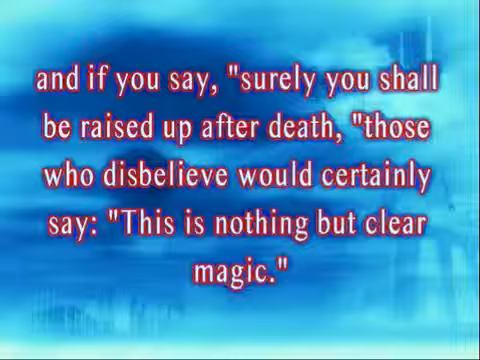 and if you say, "surely you shall
be raised up after death, "those
who disbelieve would certainly
say: "This is nothing but clear
magic."